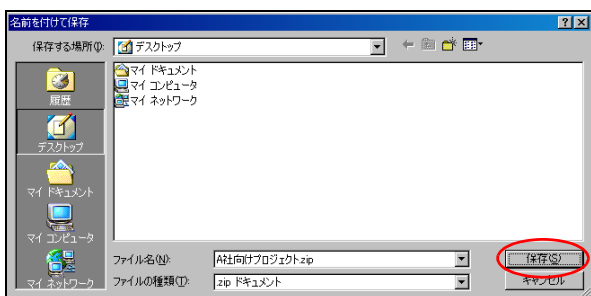 名前を付けて保存
保存する場所(I):
デスクトップ
履歴
デスクトップ
マイ ドキュメント
マイ コンピュータ
マイ ネットワーク
マイ ドキュメント
マイ コンピュータ
マイ ネットワーク
ファイル名(N):
A社向けプロジェクト.zip
保存(S)
ファイルの種類(T):
.zip ドキュメント
キャンセル